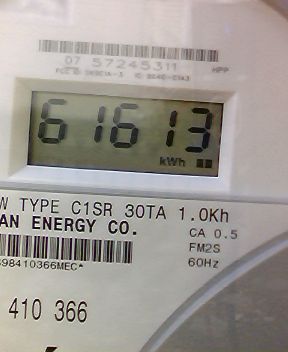 07 57245311
HPP
61613
kWh
W TYPE C1SR 30TA 1.0Kh
AN ENERGY CO.
CA 0.5
FM2S
60Hz
98410366MEC*
410 366